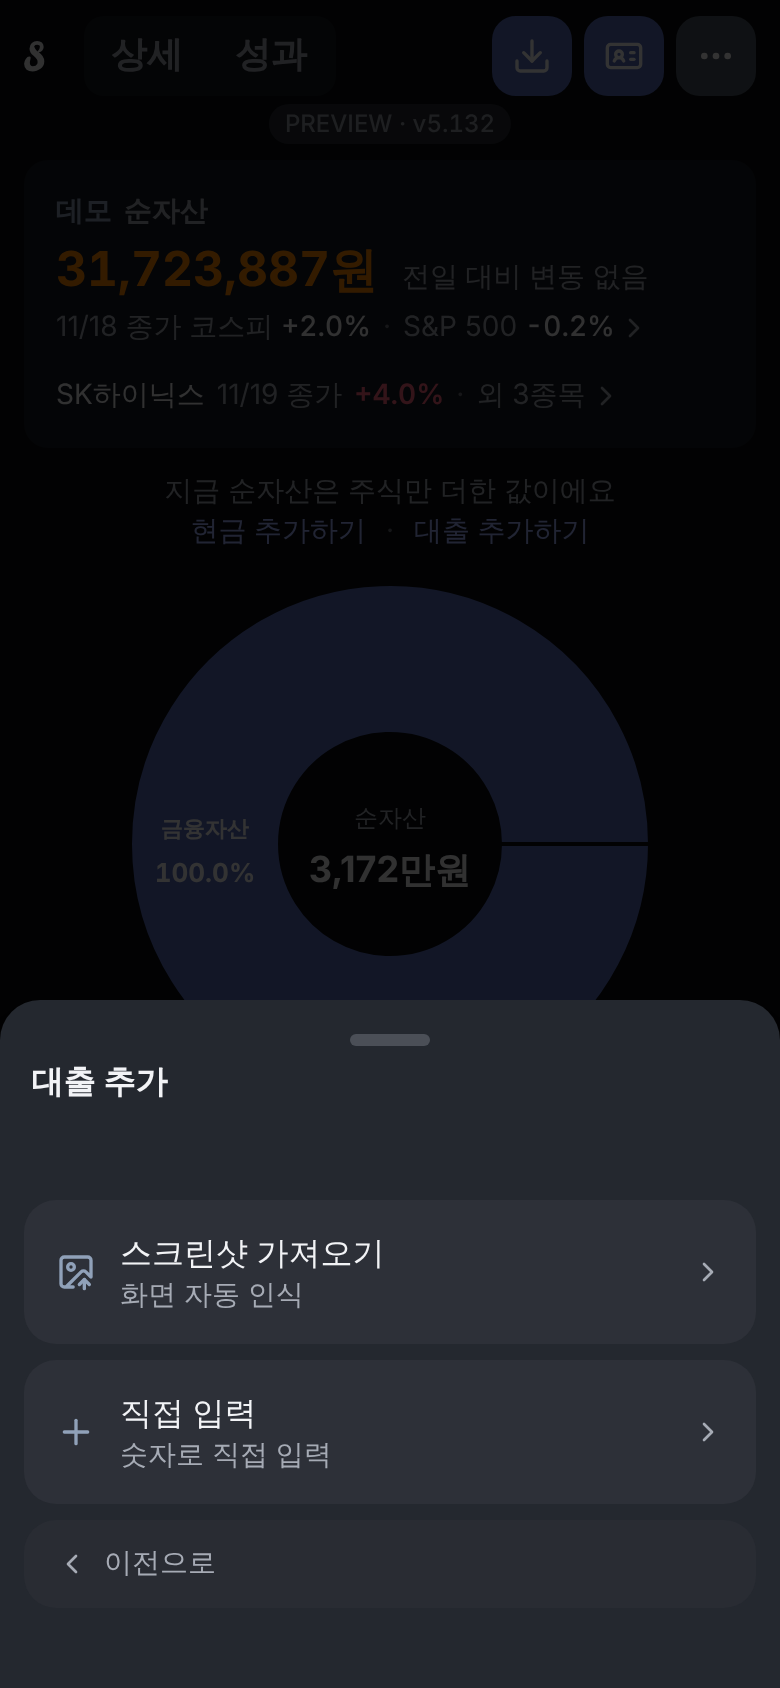 S
상세 성과
PREVIEW · v5.132
데모 순자산
31,723,887원 전일 대비 변동 없음
11/18 종가 코스피 +2.0% · S&P 500 -0.2%
SK하이닉스 11/19 종가 +4.0% · 외 3종목
지금 순자산은 주식만 더한 값이에요
현금 추가하기 · 대출 추가하기
금융자산
100.0%
순자산
3,172만원
대출 추가
스크린샷 가져오기
화면 자동 인식
직접 입력
숫자로 직접 입력
이전으로